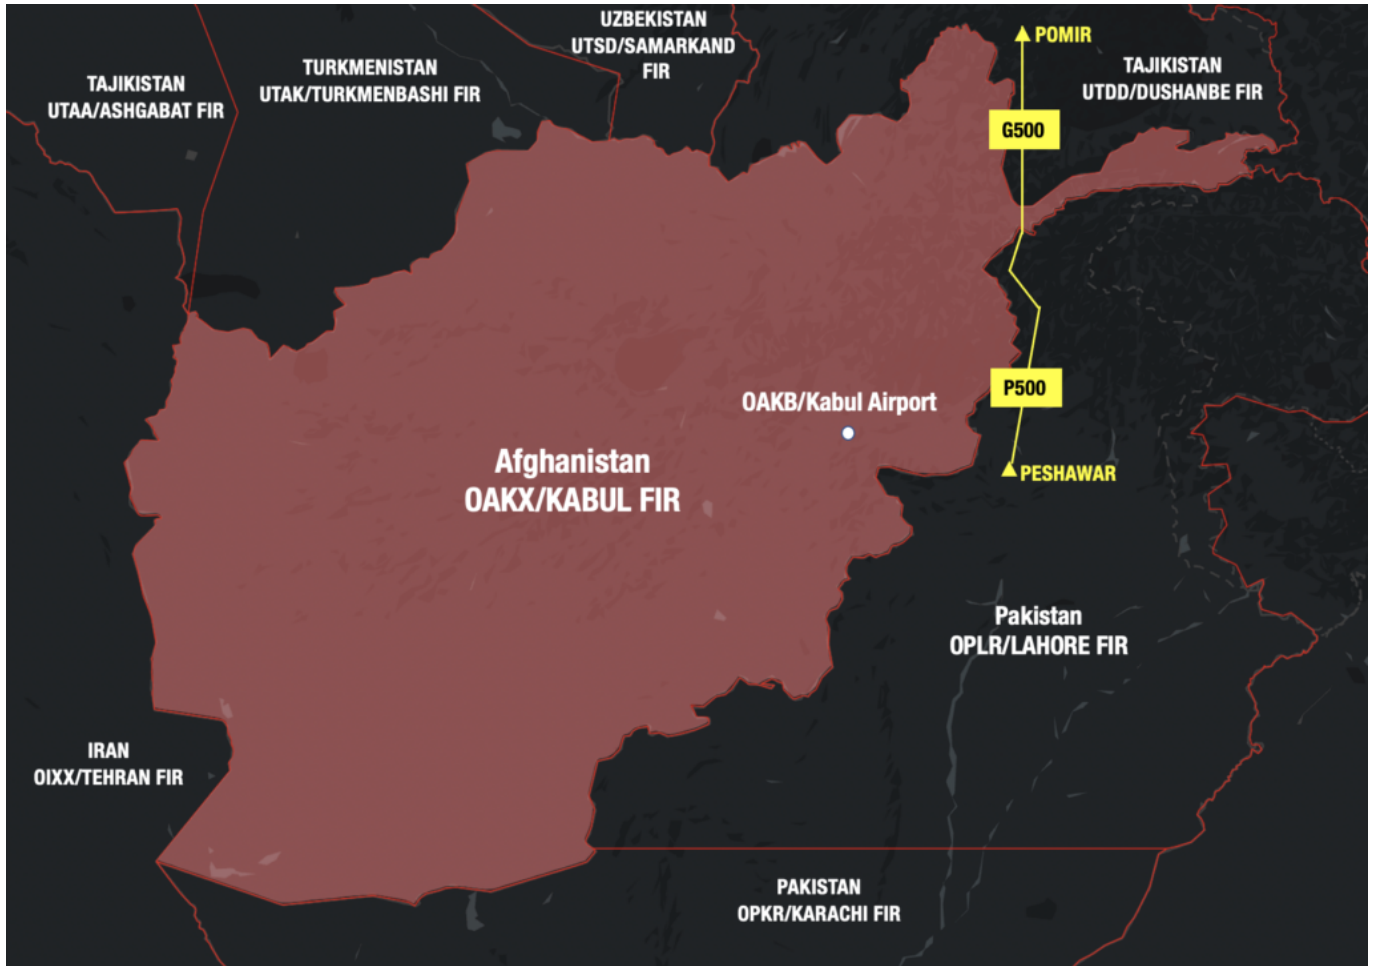 UZBEKISTAN
UTSD/SAMARKAND
FIR
POMIR
TAJIKISTAN
UTAA/ASHGABAT FIR
TURKMENISTAN
UTAK/TURKMENBASHI FIR
TAJIKISTAN
UTDD/DUSHANBE FIR
G500
P500
OAKB/Kabul Airport
Afghanistan
OAKX/KABUL FIR
PESHAWAR
Pakistan
OPLR/LAHORE FIR
IRAN
OIXX/TEHRAN FIR
PAKISTAN
OPKR/KARACHI FIR